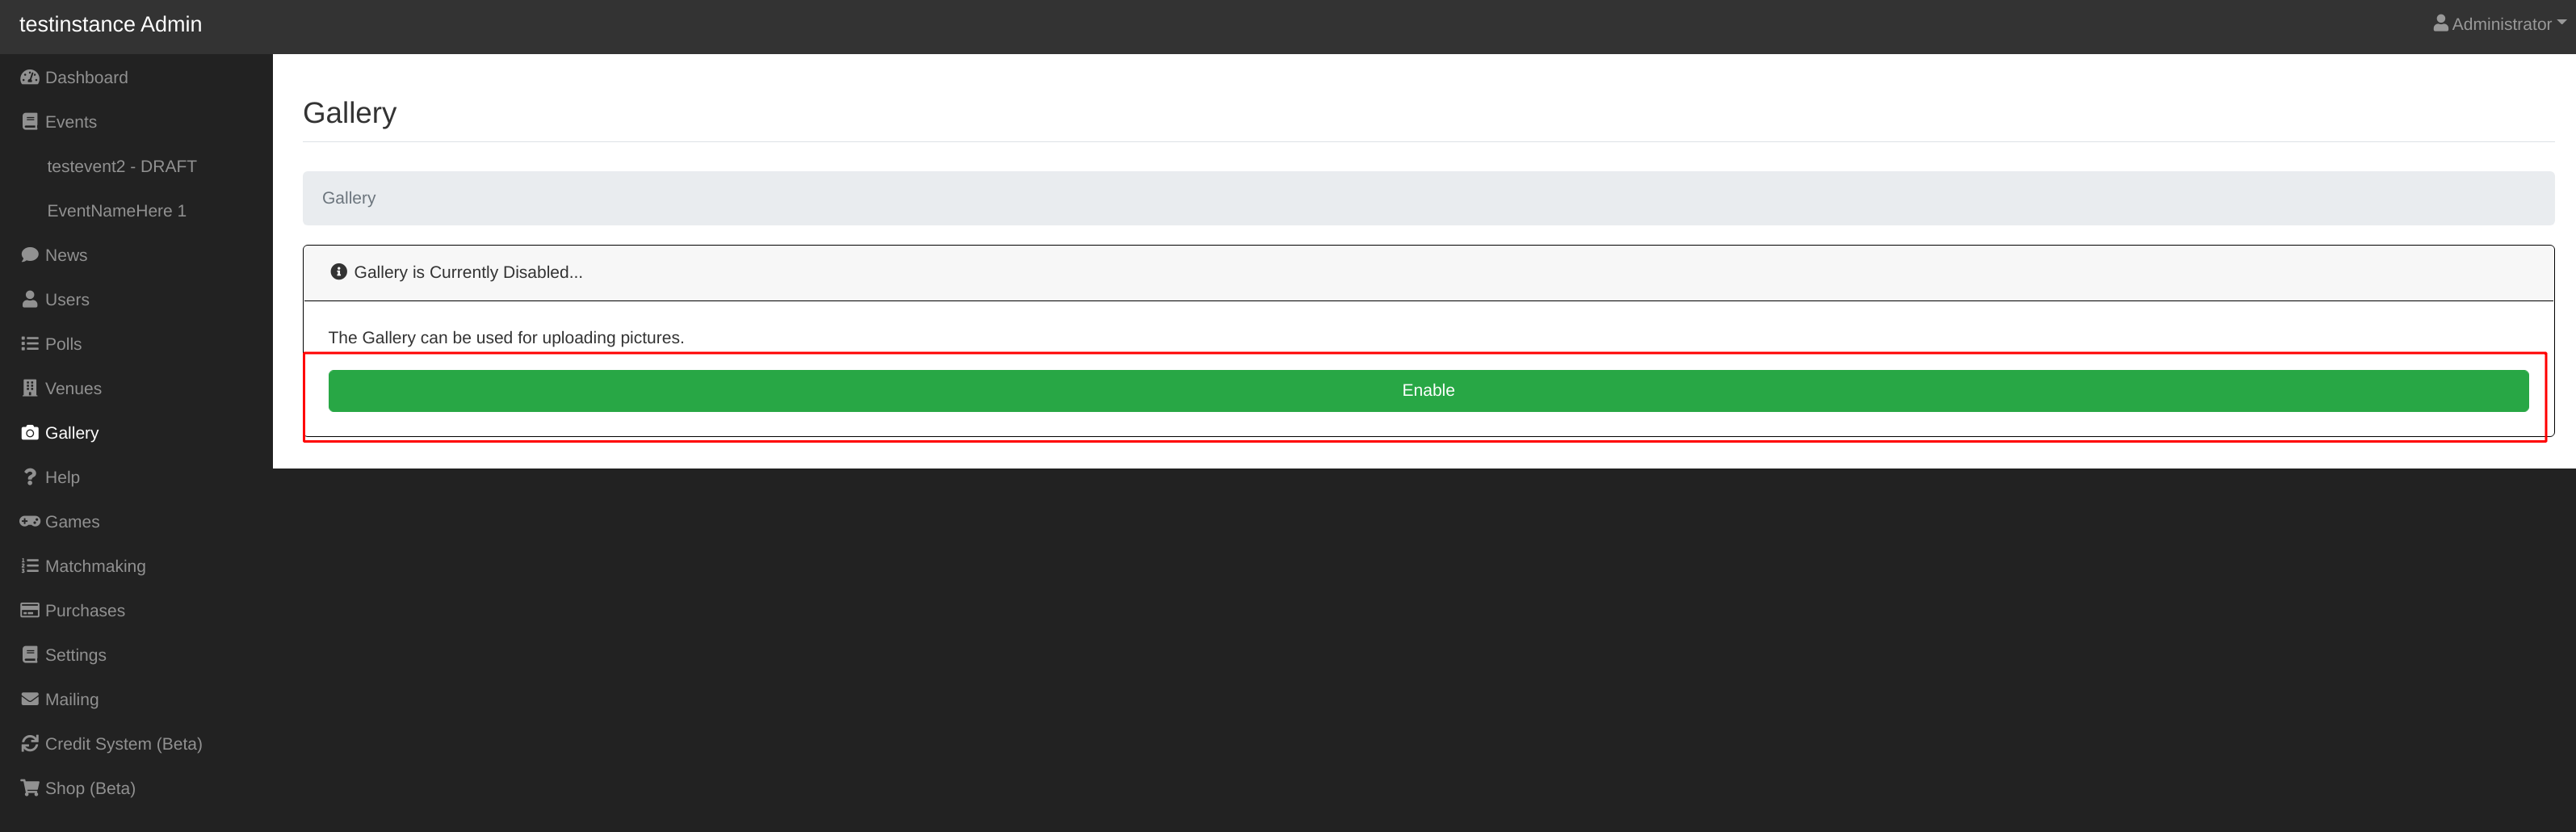 testinstance Admin
Administrator
Dashboard
Events
testevent2 - DRAFT
EventNameHere 1
News
Users
Polls
Venues
Gallery
Help
Games
Matchmaking
Purchases
Settings
Mailing
Credit System (Beta)
Shop (Beta)
Gallery
Gallery
Gallery is Currently Disabled...
The Gallery can be used for uploading pictures.
Enable